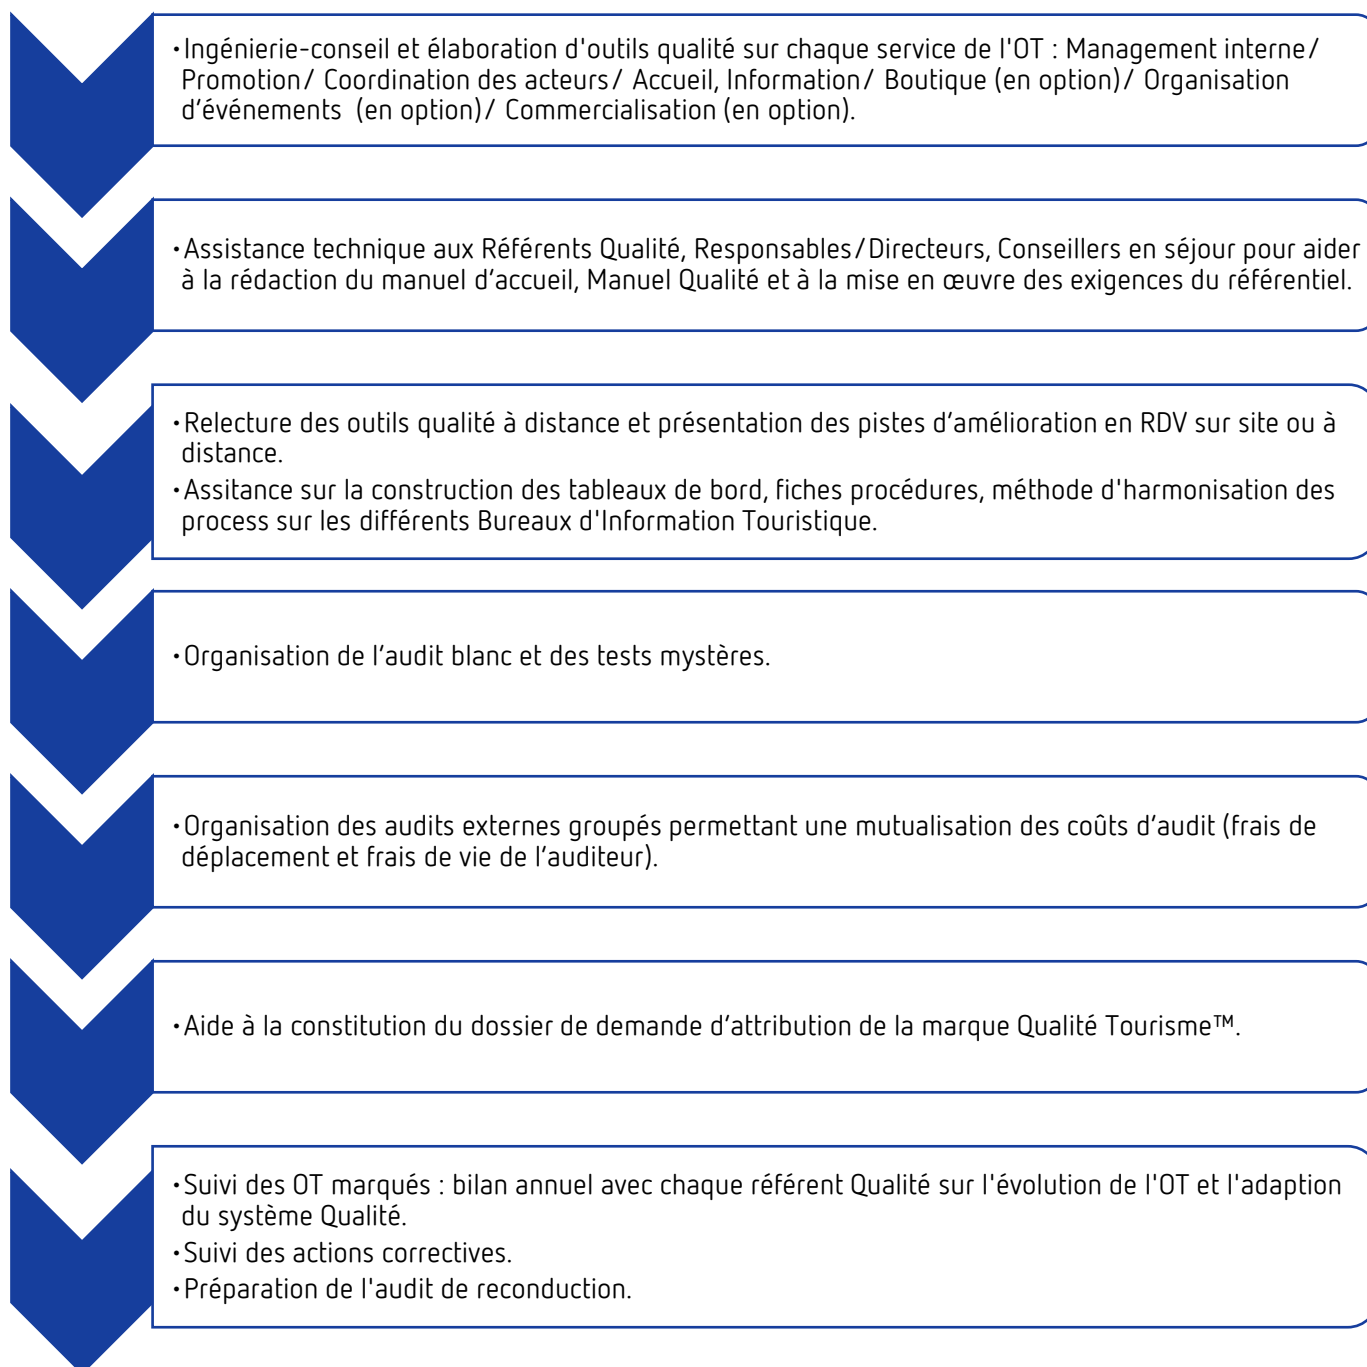 •Ingénierie-conseil et élaboration d'outils qualité sur chaque service de l'OT : Management interne/
Promotion/ Coordination des acteurs/ Accueil, Information/ Boutique (en option)/ Organisation
d’événements (en option)/ Commercialisation (en option).
•Assistance technique aux Référents Qualité, Responsables/Directeurs, Conseillers en séjour pour aider
à la rédaction du manuel d’accueil, Manuel Qualité et à la mise en œuvre des exigences du référentiel.
•Relecture des outils qualité à distance et présentation des pistes d’amélioration en RDV sur site ou à
distance.
•Assitance sur la construction des tableaux de bord, fiches procédures, méthode d'harmonisation des
process sur les différents Bureaux d'Information Touristique.
•Organisation de l’audit blanc et des tests mystères.
•Organisation des audits externes groupés permettant une mutualisation des coûts d’audit (frais de
déplacement et frais de vie de l’auditeur).
•Aide à la constitution du dossier de demande d’attribution de la marque Qualité Tourisme™.
•Suivi des OT marqués : bilan annuel avec chaque référent Qualité sur l'évolution de l'OT et l'adaption
du système Qualité.
•Suivi des actions correctives.
•Préparation de l'audit de reconduction.